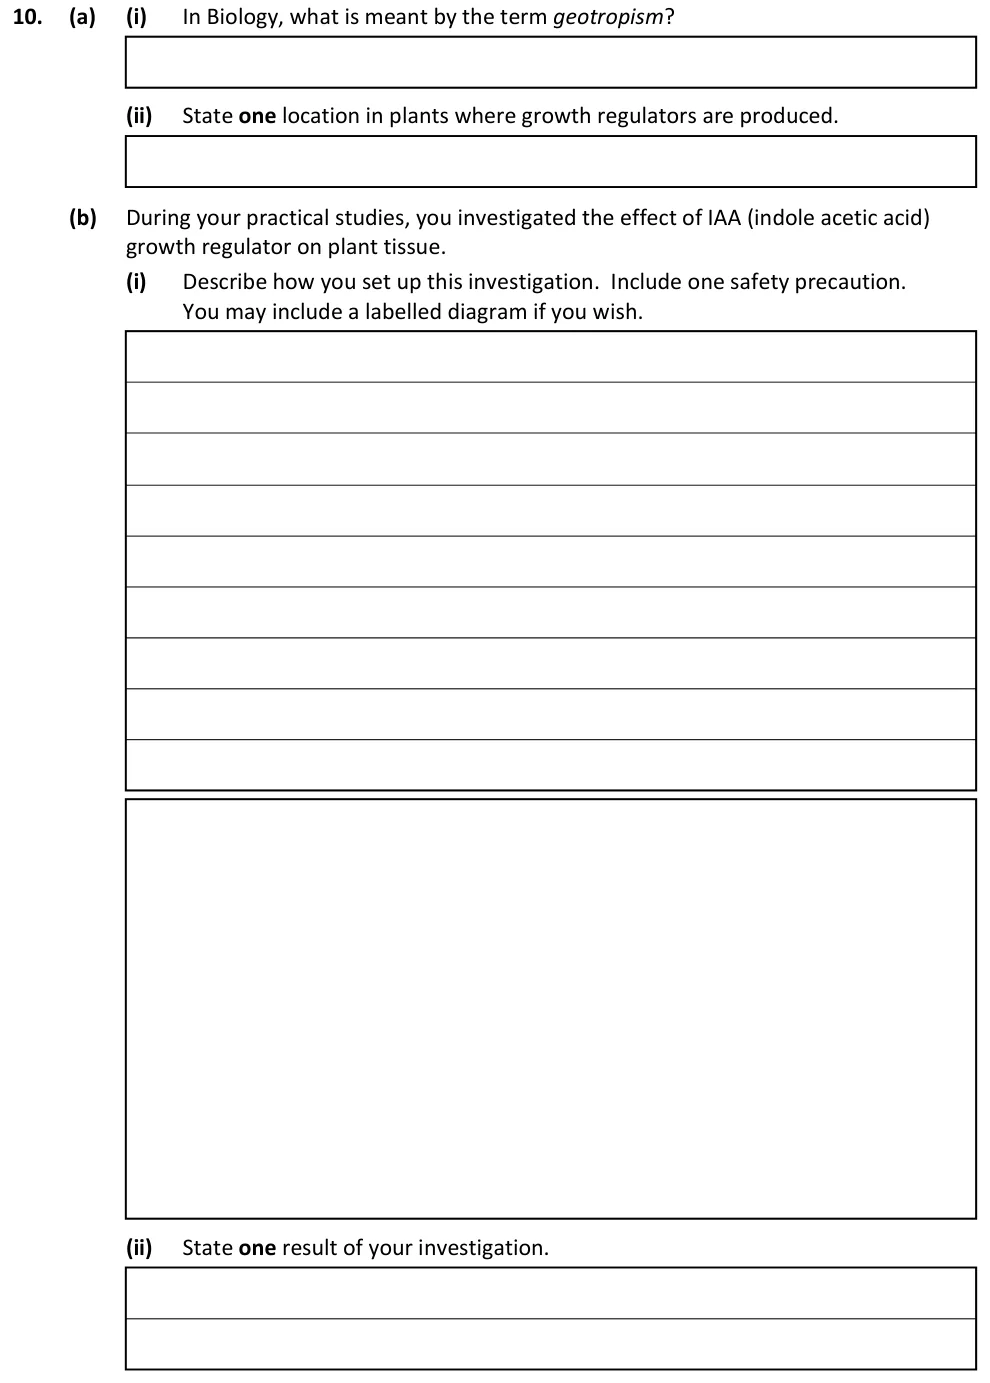 10. (a) (i) In Biology, what is meant by the term geotropism?
(ii) State one location in plants where growth regulators are produced.
(b) During your practical studies, you investigated the effect of IAA (indole acetic acid)
growth regulator on plant tissue.
(i) Describe how you set up this investigation. Include one safety precaution.
You may include a labelled diagram if you wish.
(ii) State one result of your investigation.